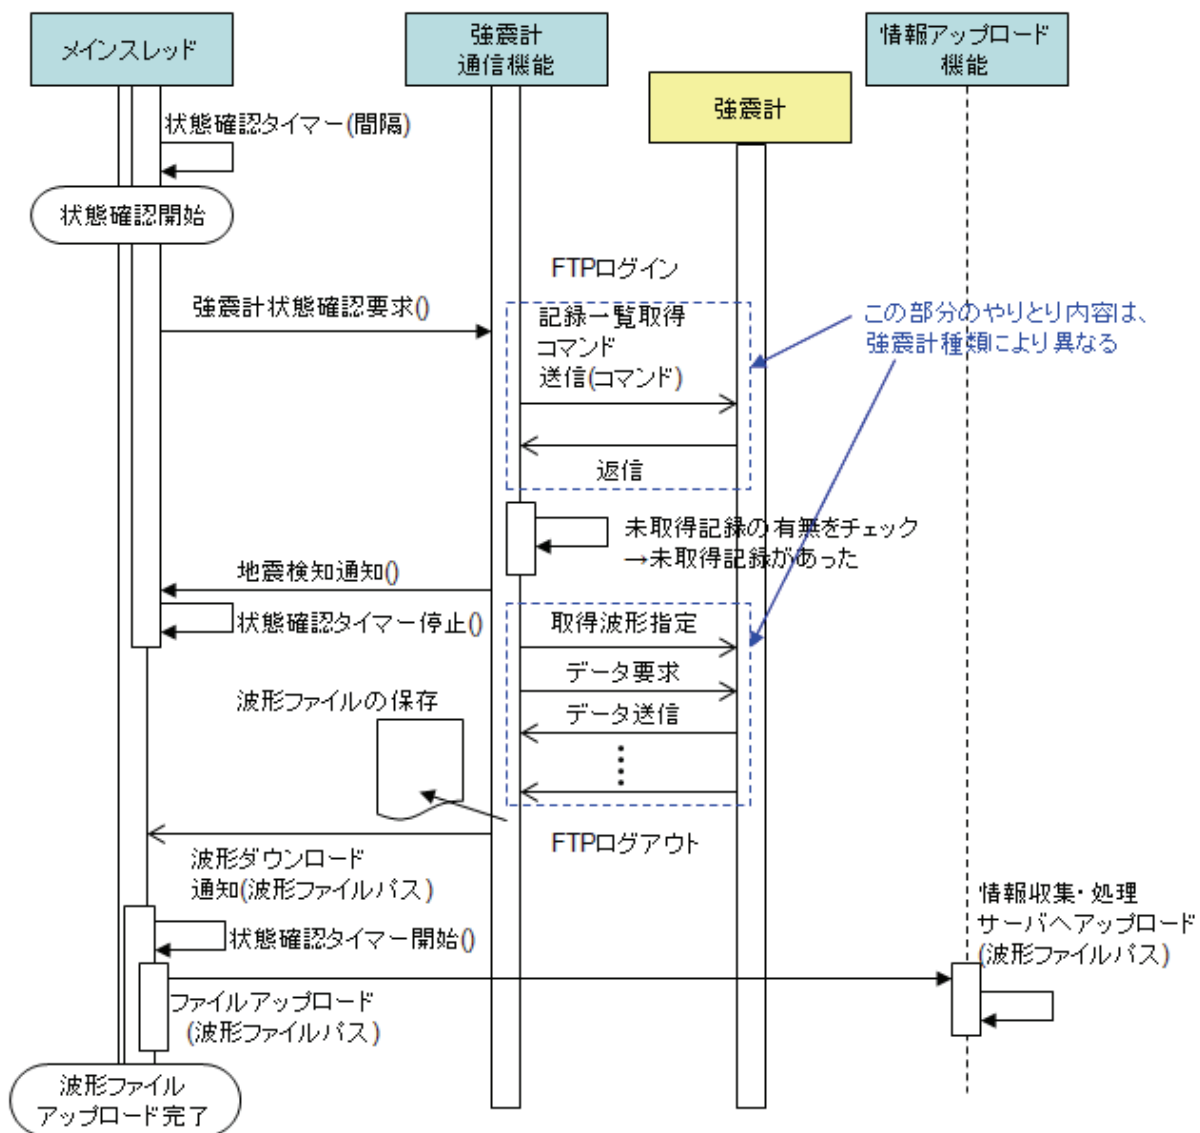 メインスレッド
強震計
通信機能
強震計
情報アップロード
機能
状態確認タイマー(間隔)
状態確認開始
FTPログイン
強震計状態確認要求()
記録一覧取得
コマンド
送信(コマンド)
この部分のやりとり内容は、
強震計種類により異なる
返信
未取得記録の有無をチェック
→未取得記録があった
地震検知通知()
状態確認タイマー停止()
取得波形指定
データ要求
データ送信
波形ファイルの保存
FTPログアウト
波形ダウンロード
通知(波形ファイルパス)
状態確認タイマー開始()
情報収集・処理
サーバへアップロード
(波形ファイルパス)
ファイルアップロード
(波形ファイルパス)
波形ファイル
アップロード完了